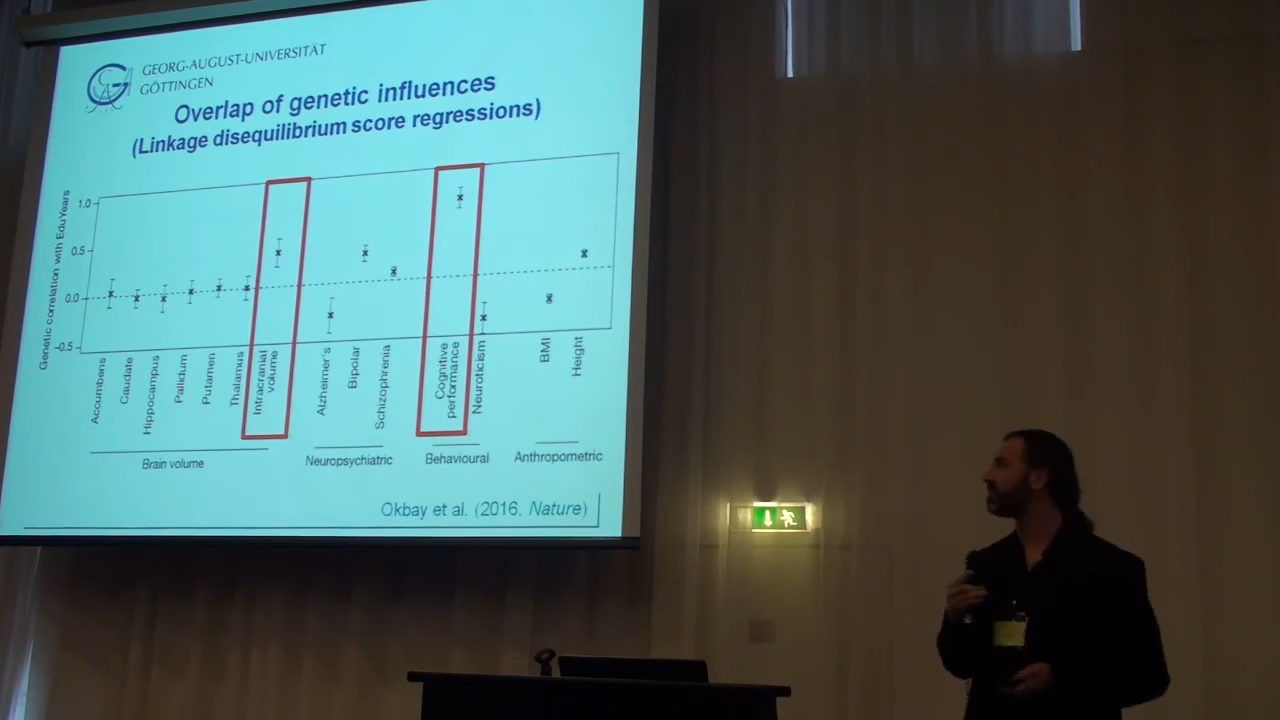 GEORG-AUGUST-UNIVERSITÄT
GÖTTINGEN
Overlap of genetic influences
(Linkage disequilibrium score regressions)
Genetic correlation with EduYears
1.0
0.5
0.0
-0.5
Accumbens
Caudate
Hippocampus
Pallidum
Putamen
Thalamus
Intracranial
volume
Alzheimer's
Bipolar
Schizophrenia
Cognitive
performance
Neuroticism
BMI
Height
Brain volume
Neuropsychiatric
Behavioural
Anthropometric
Okbay et al. (2016, Nature)